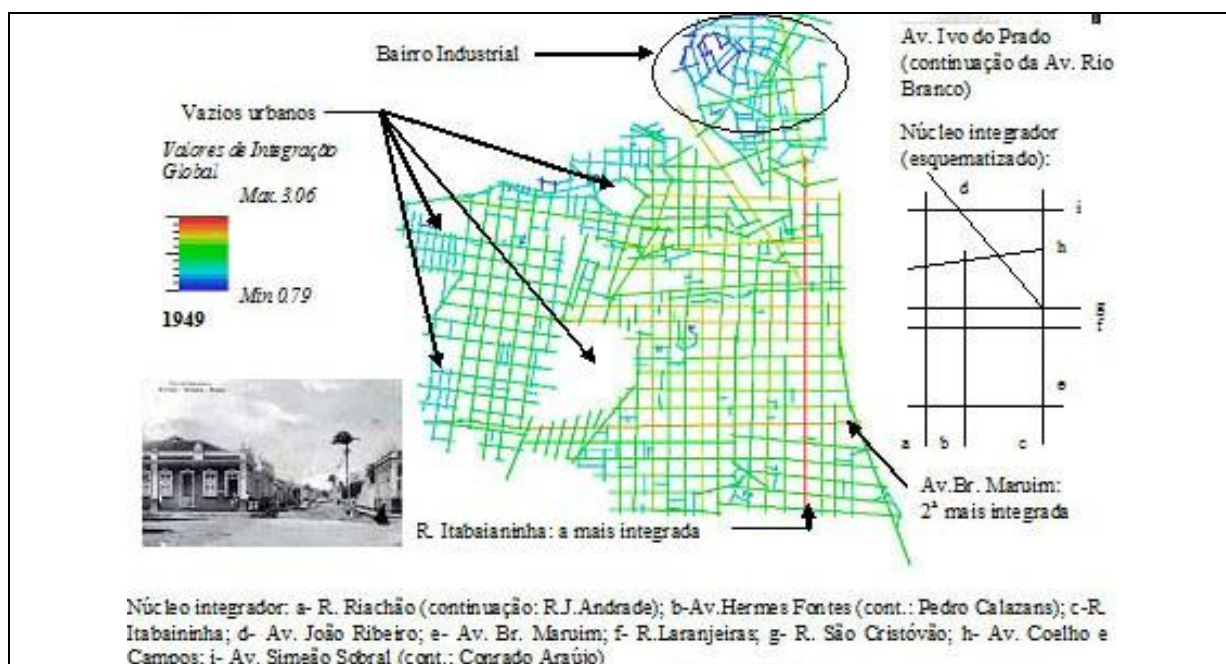 Bairro Industrial
Vazios urbanos
Valores de Integração
Global
Max. 3.06
Min 0.79
1949
Av. Ivo do Prado
(continuação da Av. Rio
Branco)
Núcleo integrador
(esquematizado):
d
i
h
g
f
e
a
b
c
Av.Br. Maruim:
2ª mais integrada
R. Itabaianinha: a mais integrada
Núcleo integrador: a- R. Riachão (continuação: R.J.Andrade); b-Av.Hermes Fontes (cont.: Pedro Calazans); c-R.
Itabaininha; d- Av. João Ribeiro; e- Av. Br. Maruim; f- R.Laranjeiras; g- R. São Cristóvão; h- Av. Coelho e
Campos; i- Av. Simeão Sobral (cont.: Conrado Araújo)